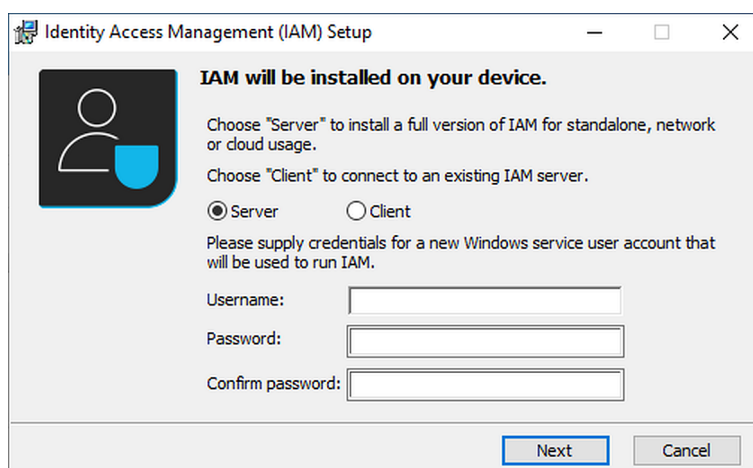 Identity Access Management (IAM) Setup
IAM will be installed on your device.
Choose "Server" to install a full version of IAM for standalone, network
or cloud usage.
Choose "Client" to connect to an existing IAM server.
Server Client
Please supply credentials for a new Windows service user account that
will be used to run IAM.
Username:
Password:
Confirm password:
Next Cancel